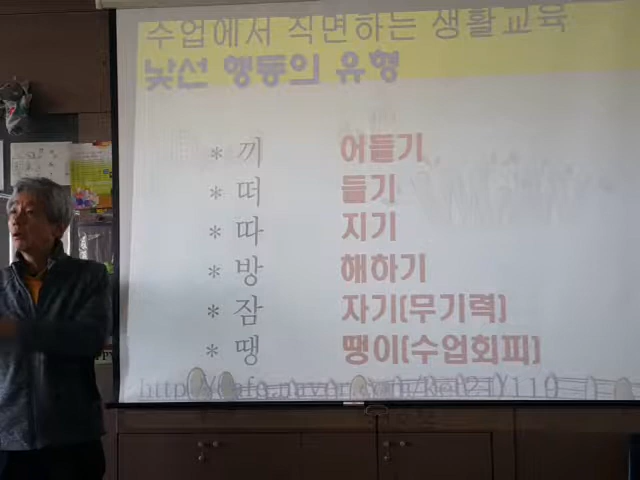 수업에서 직면하는 생활교육
낯선 행동의 유형
* 끼 어들기
* 떠 들기
* 따 지기
* 방 해하기
* 잠 자기(무기력)
* 땡 땡이(수업회피)